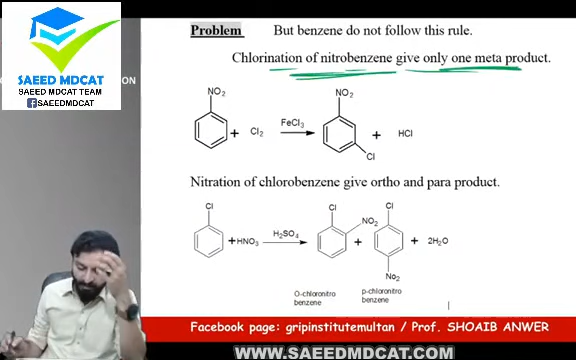 Problem But benzene do not follow this rule.
Chlorination of nitrobenzene give only one meta product.
SAEED MDCAT
SAEED MDCAT TEAM
SAEEDMDCAT
NO2
+ Cl2
FeCl3
NO2
Cl
+ HCl
Nitration of chlorobenzene give ortho and para product.
Cl
+HNO3
H2SO4
Cl
NO2
+
Cl
No2
+ 2H2O
O-chloronitro
benzene
p-chloronitro
benzene
Facebook page: gripinstitutemultan / Prof. SHOAIB ANWER
WWW.SAEEDMDCAT.COM